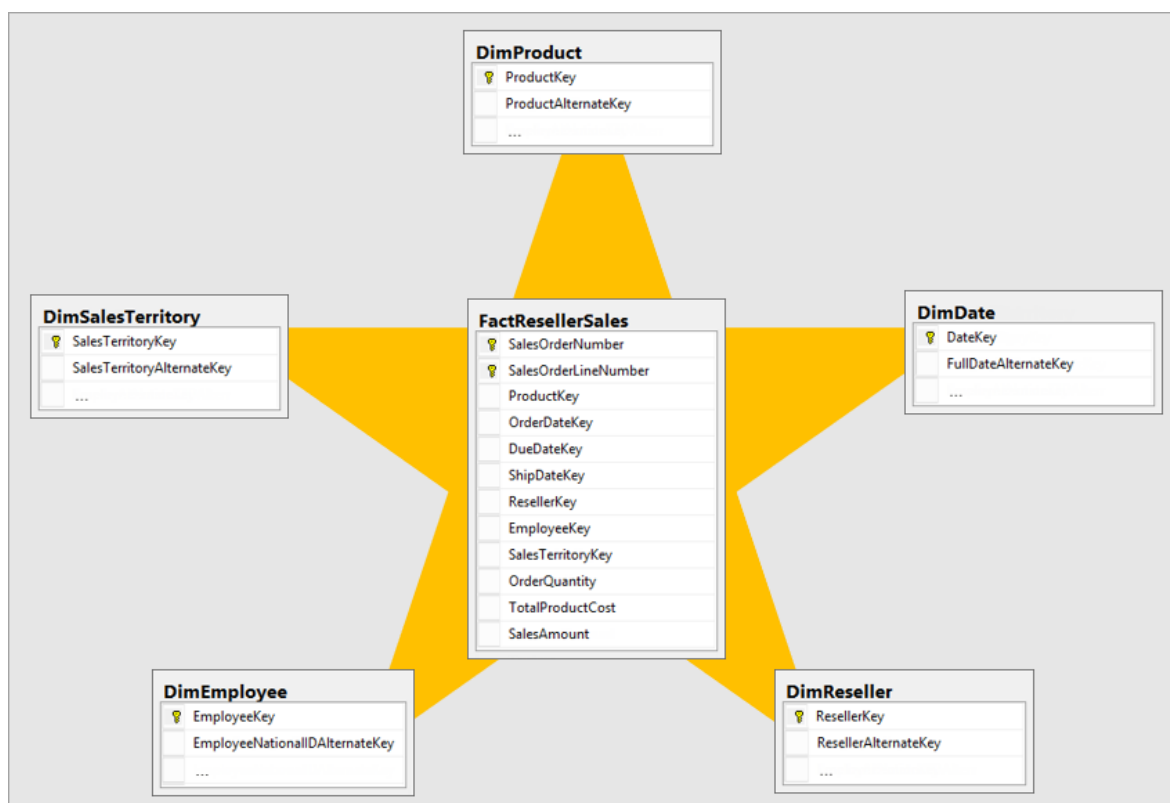 DimProduct
ProductKey
ProductAlternateKey
...
DimSalesTerritory
SalesTerritoryKey
SalesTerritoryAlternateKey
...
FactResellerSales
SalesOrderNumber
SalesOrderLineNumber
ProductKey
OrderDateKey
DueDateKey
ShipDateKey
ResellerKey
EmployeeKey
SalesTerritoryKey
OrderQuantity
TotalProductCost
SalesAmount
DimDate
DateKey
FullDateAlternateKey
...
DimEmployee
EmployeeKey
EmployeeNationalIDAlternateKey
...
DimReseller
ResellerKey
ResellerAlternateKey
...